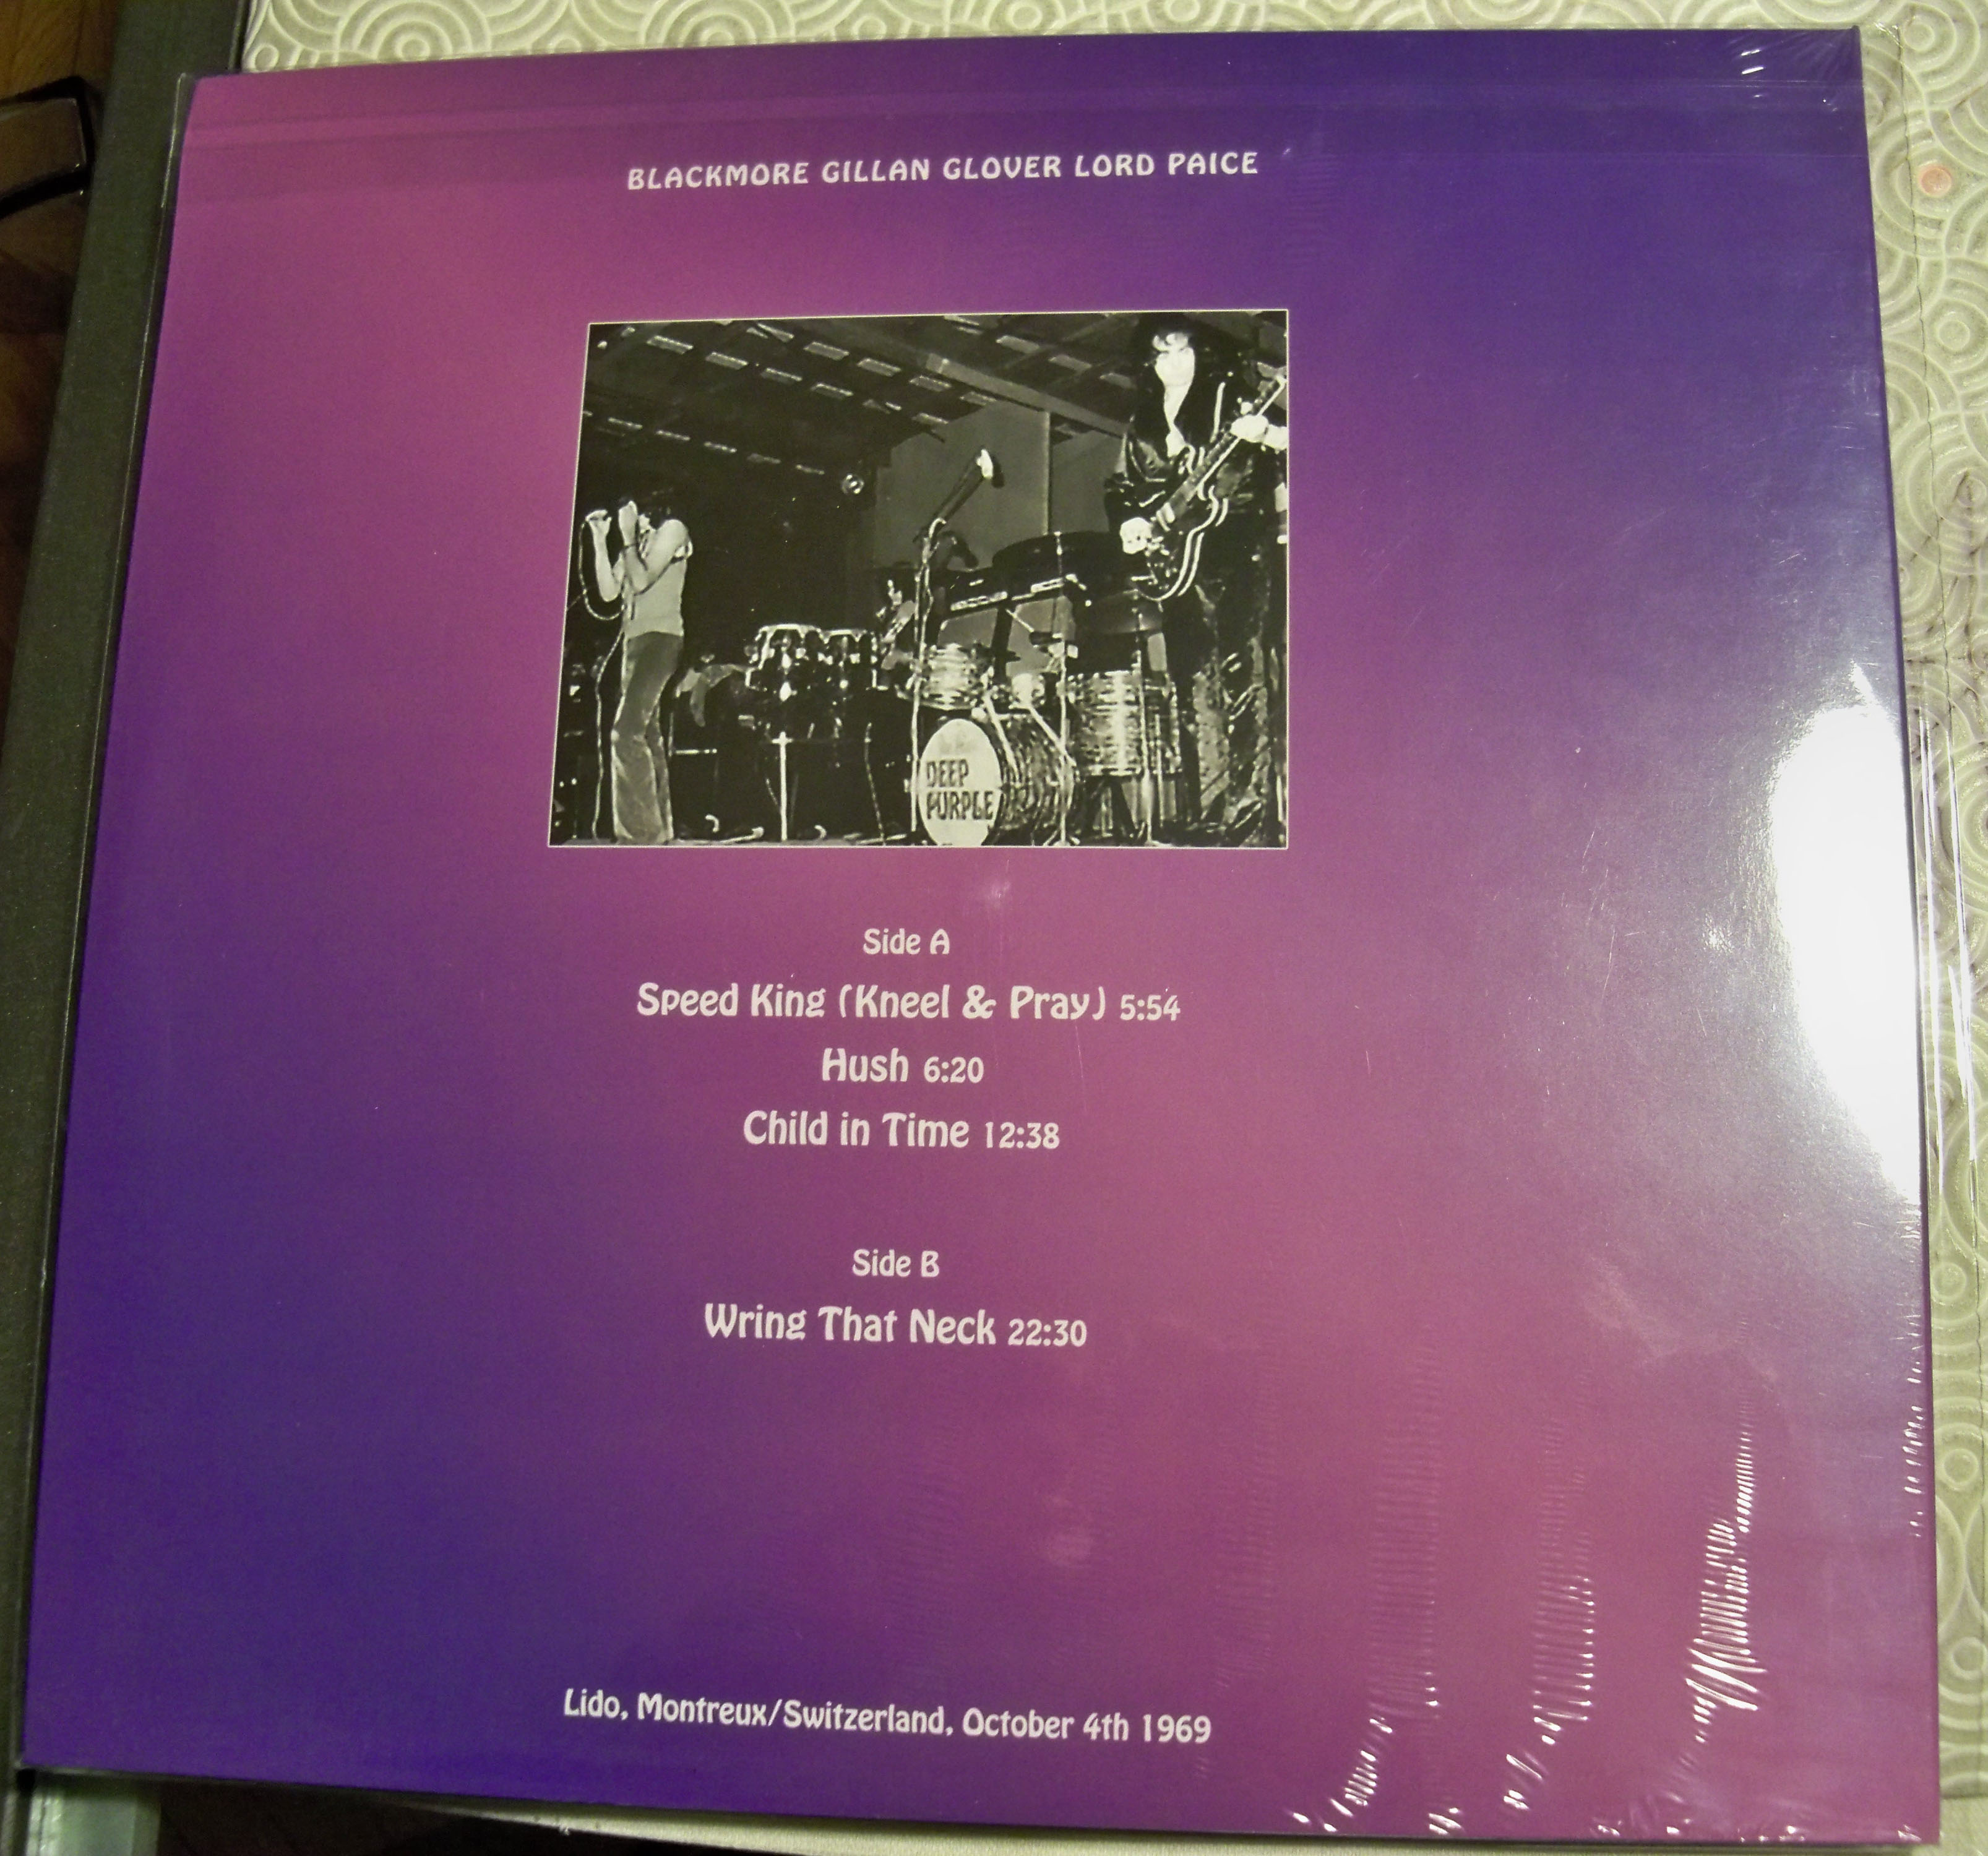 BLACKMORE GILLAN GLOVER LORD PAICE
DEEP
PURPLE
Side A
Speed King (Kneel & Pray) 5:54
Hush 6:20
Child in Time 12:38
Side B
Wring That Neck 22:30
Lido, Montreux/Switzerland, October 4th 1969